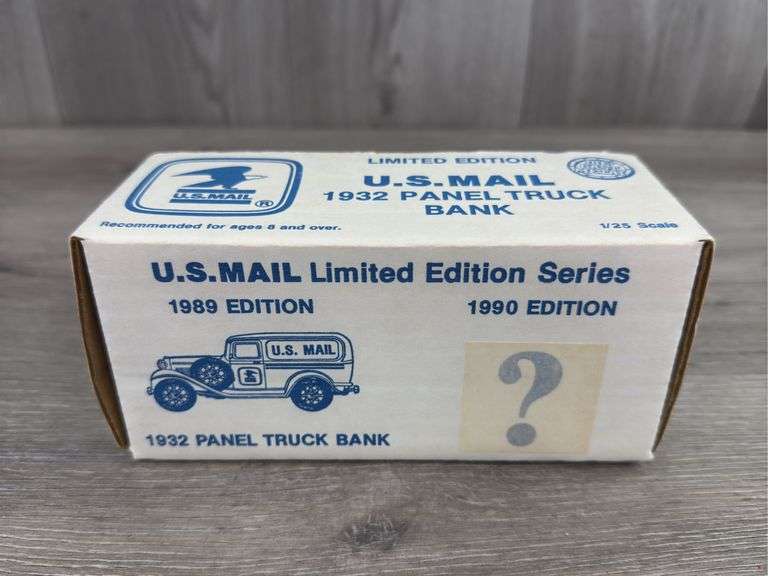 LIMITED EDITION
U.S.MAIL
U.S.MAIL ®
1932 PANEL TRUCK
BANK
Recommended for ages 8 and over.
1/25 Scale
U.S.MAIL Limited Edition Series
1989 EDITION
1990 EDITION
U.S. MAIL
?
1932 PANEL TRUCK BANK